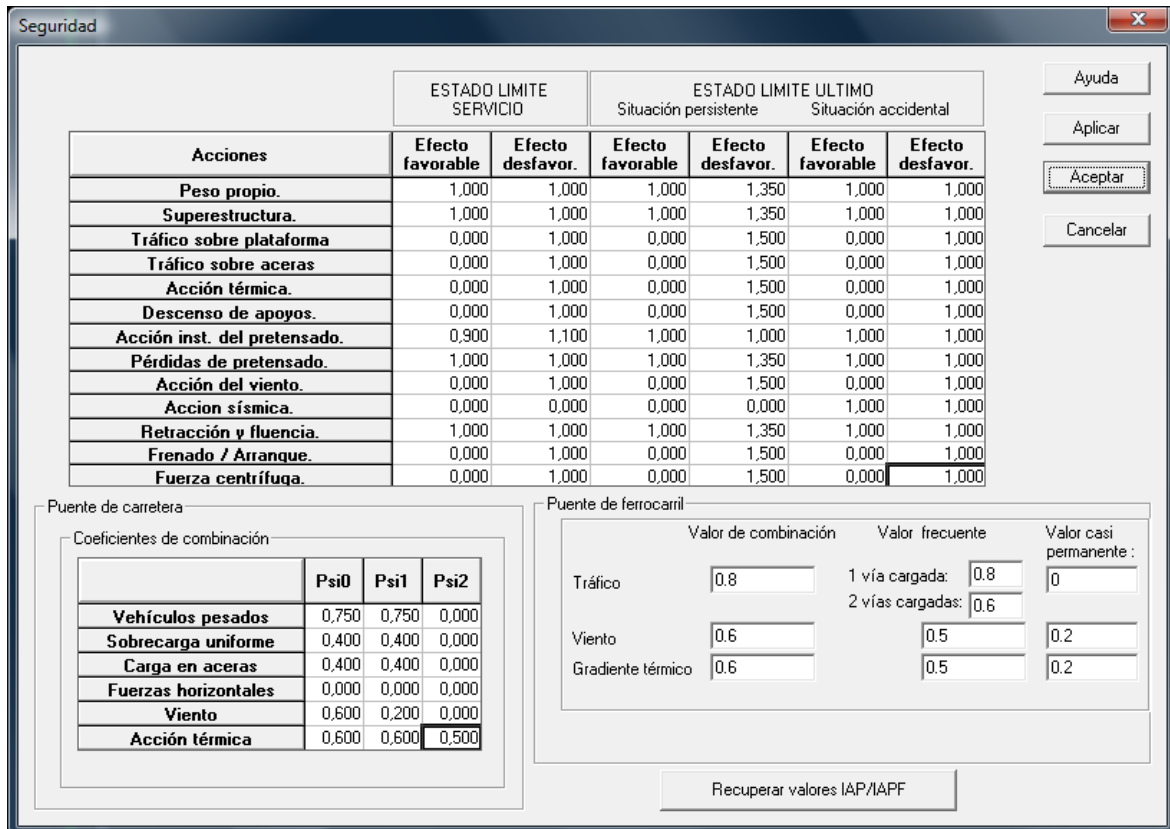 Seguridad
x
ESTADO LIMITE SERVICIO ESTADO LIMITE ULTIMO
Situación persistente Situación accidental
Acciones Efecto favorable Efecto desfavor. Efecto favorable Efecto desfavor. Efecto favorable Efecto desfavor.
Peso propio. 1,000 1,000 1,000 1,350 1,000 1,000
Superestructura. 1,000 1,000 1,000 1,350 1,000 1,000
Tráfico sobre plataforma 0,000 1,000 0,000 1,500 0,000 1,000
Tráfico sobre aceras 0,000 1,000 0,000 1,500 0,000 1,000
Acción térmica. 0,000 1,000 0,000 1,500 0,000 1,000
Descenso de apoyos. 0,000 1,000 0,000 1,500 0,000 1,000
Acción inst. del pretensado. 0,900 1,100 1,000 1,000 1,000 1,000
Pérdidas de pretensado. 1,000 1,000 1,000 1,350 1,000 1,000
Acción del viento. 0,000 1,000 0,000 1,500 0,000 1,000
Accion sísmica. 0,000 0,000 0,000 0,000 1,000 1,000
Retracción y fluencia. 1,000 1,000 1,000 1,350 1,000 1,000
Frenado / Arranque. 0,000 1,000 0,000 1,500 0,000 1,000
Fuerza centrífuga. 0,000 1,000 0,000 1,500 0,000 1,000
Ayuda
Aplicar
Aceptar
Cancelar
Puente de carretera
Coeficientes de combinación
Psi0 Psi1 Psi2
Vehículos pesados 0,750 0,750 0,000
Sobrecarga uniforme 0,400 0,400 0,000
Carga en aceras 0,400 0,400 0,000
Fuerzas horizontales 0,000 0,000 0,000
Viento 0,600 0,200 0,000
Acción térmica 0,600 0,600 0,500
Puente de ferrocarril
Valor de combinación Valor frecuente Valor casi permanente :
Tráfico 0.8 1 vía cargada: 0.8 0
2 vías cargadas: 0.6
Viento 0.6 0.5 0.2
Gradiente térmico 0.6 0.5 0.2
Recuperar valores IAP/IAPF